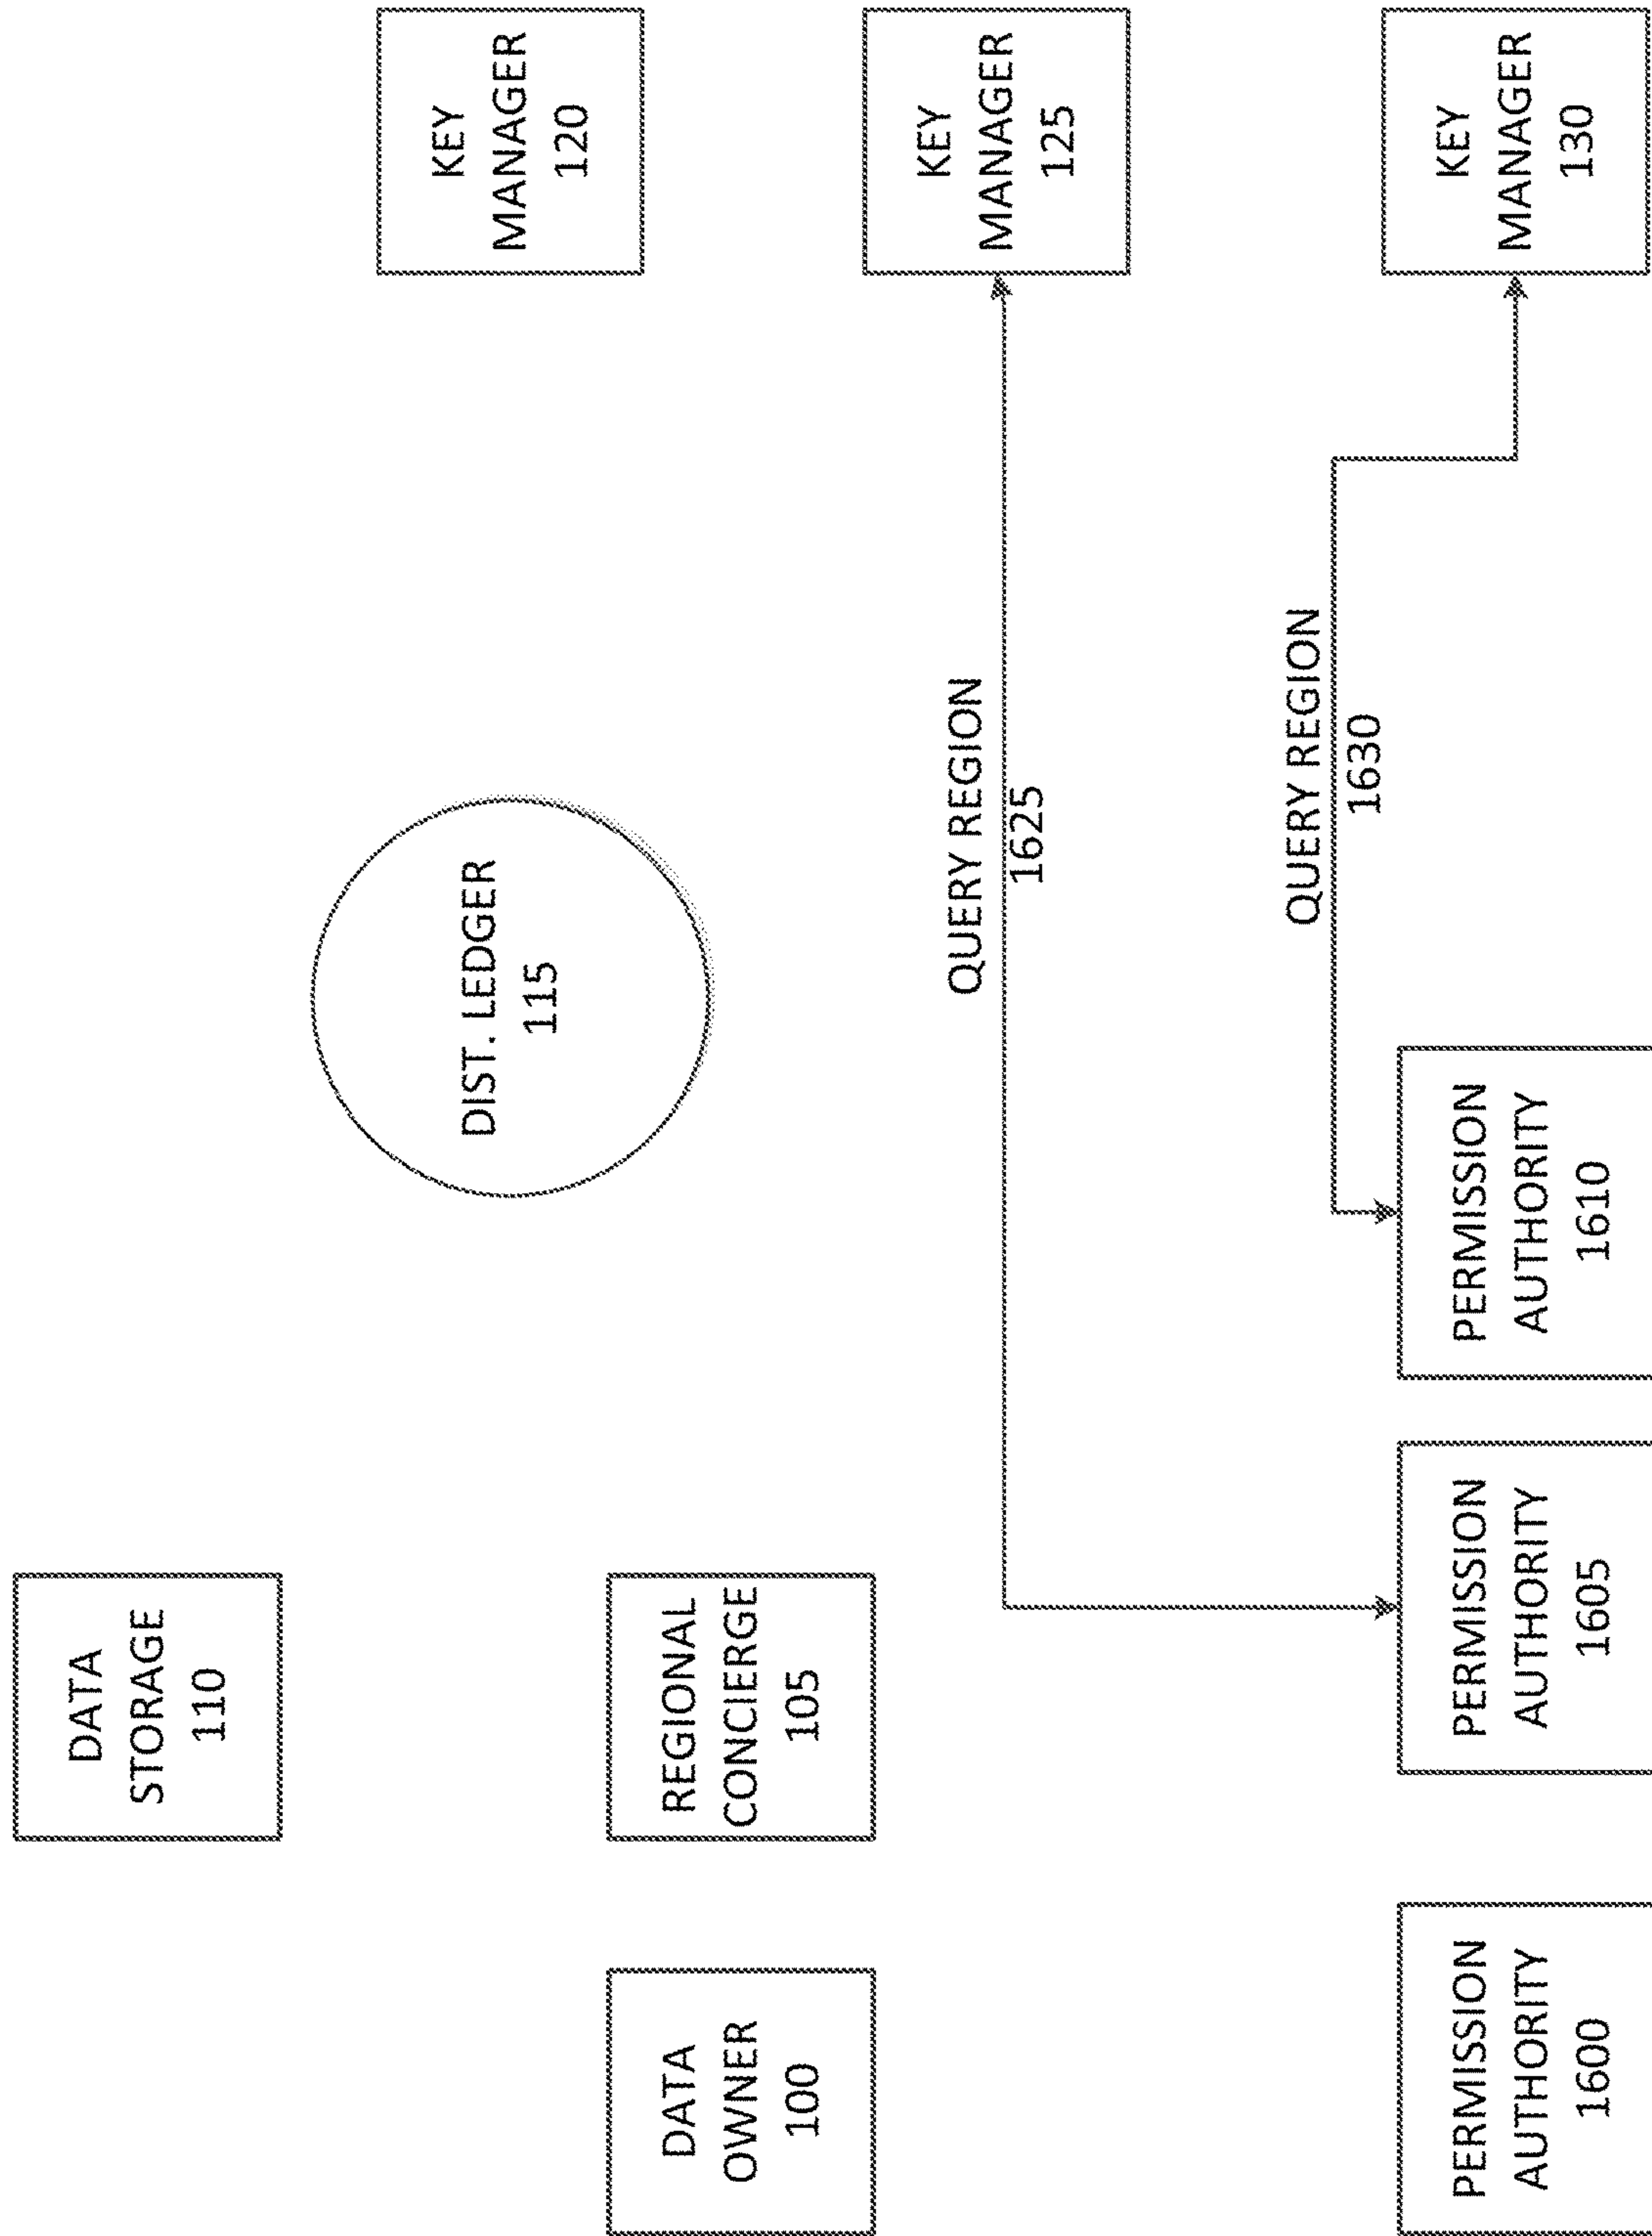 DATA
STORAGE
110
DIST. LEDGER
115
KEY
MANAGER
120
DATA
OWNER
100
REGIONAL
CONCIERGE
105
KEY
MANAGER
125
QUERY REGION
1625
QUERY REGION
1630
PERMISSION
AUTHORITY
1600
PERMISSION
AUTHORITY
1605
PERMISSION
AUTHORITY
1610
KEY
MANAGER
130